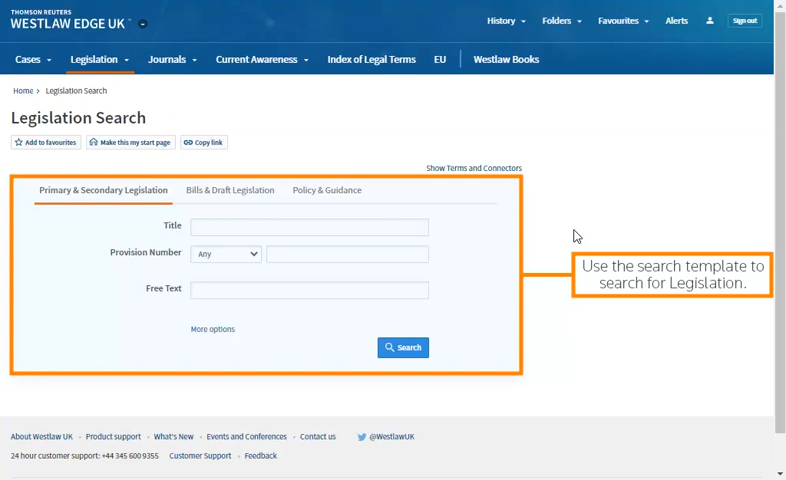 THOMSON REUTERS
WESTLAW EDGE UK™
History Folders Favourites Alerts Sign out
Cases Legislation Journals Current Awareness Index of Legal Terms EU Westlaw Books
Home › Legislation Search
Legislation Search
Add to favourites Make this my start page Copy link
Show Terms and Connectors
Primary & Secondary Legislation Bills & Draft Legislation Policy & Guidance
Title
Provision Number Any
Free Text
More options
Search
Use the search template to
search for Legislation.
About Westlaw UK • Product support • What's New • Events and Conferences • Contact us @WestlawUK
24 hour customer support: +44 345 600 9355 Customer Support • Feedback